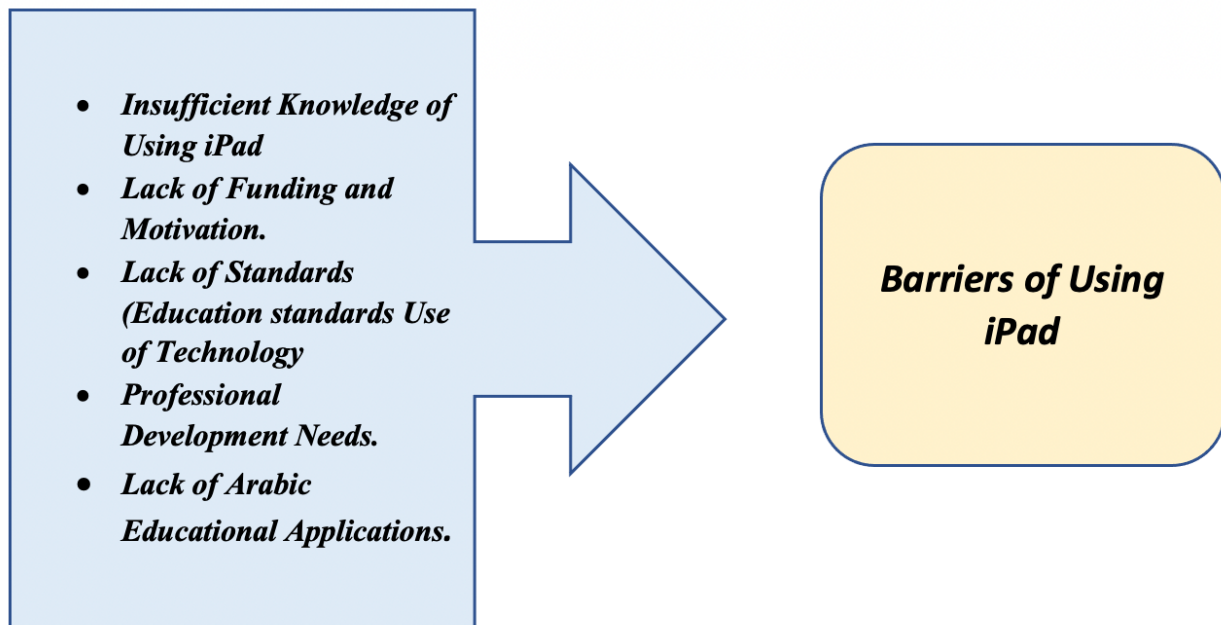 • Insufficient Knowledge of
Using iPad
• Lack of Funding and
Motivation.
• Lack of Standards
(Education standards Use
of Technology
• Professional
Development Needs.
• Lack of Arabic
Educational Applications.
Barriers of Using
iPad